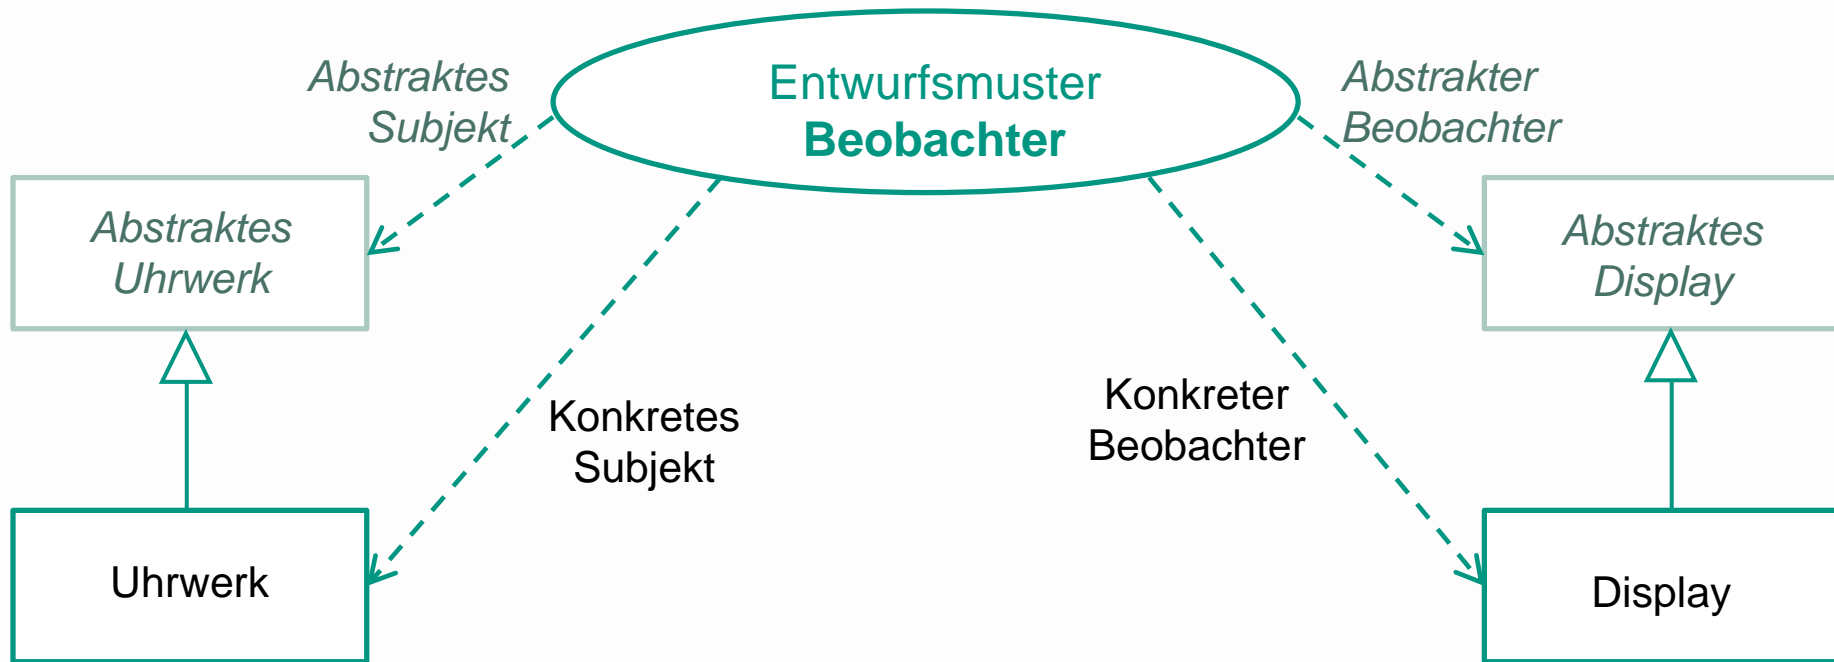 Abstraktes
Subjekt
Entwurfsmuster
Beobachter
Abstrakter
Beobachter
Abstraktes
Uhrwerk
Abstraktes
Display
Konkretes
Subjekt
Konkreter
Beobachter
Uhrwerk
Display